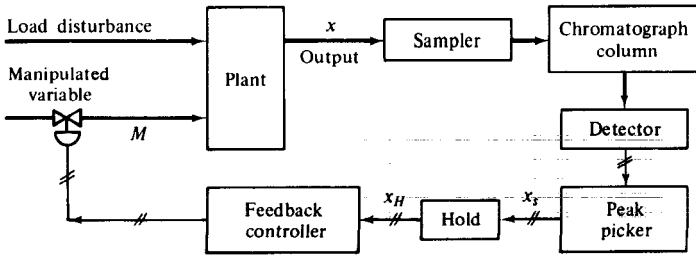 Load disturbance
Manipulated
variable
M
Plant
x
Output
Sampler
Chromatograph
column
Detector
Peak
picker
x_s
Hold
x_H
Feedback
controller